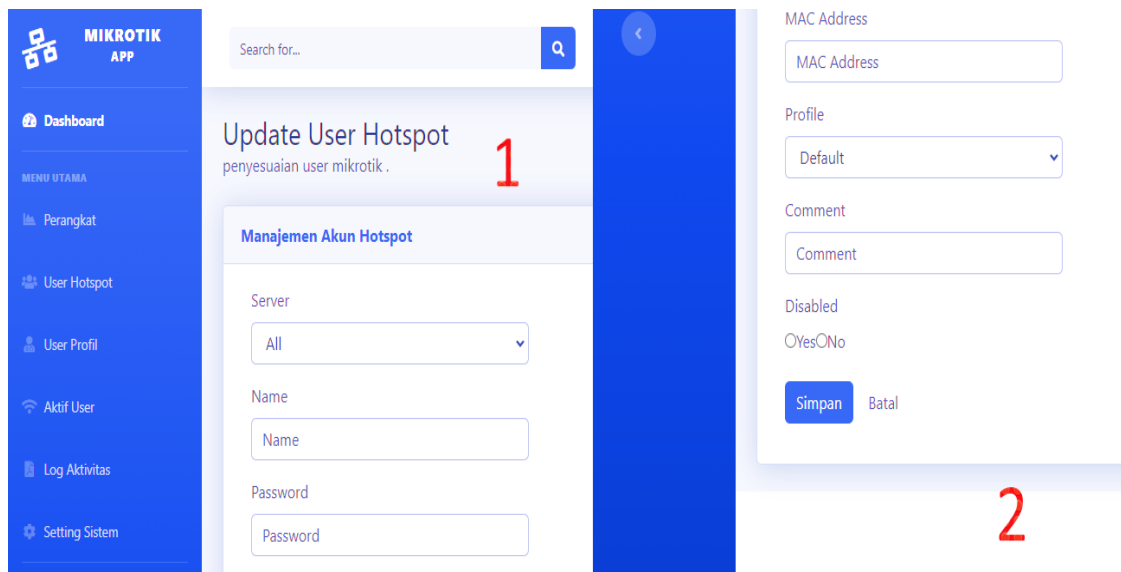 MIKROTIK
APP
Dashboard
MENU UTAMA
Perangkat
User Hotspot
User Profil
Aktif User
Log Aktivitas
Setting Sistem
Search for...
Update User Hotspot
penyesuaian user mikrotik .
1
Manajemen Akun Hotspot
Server
All
Name
Name
Password
Password
MAC Address
MAC Address
Profile
Default
Comment
Comment
Disabled
Yes No
Simpan Batal
2